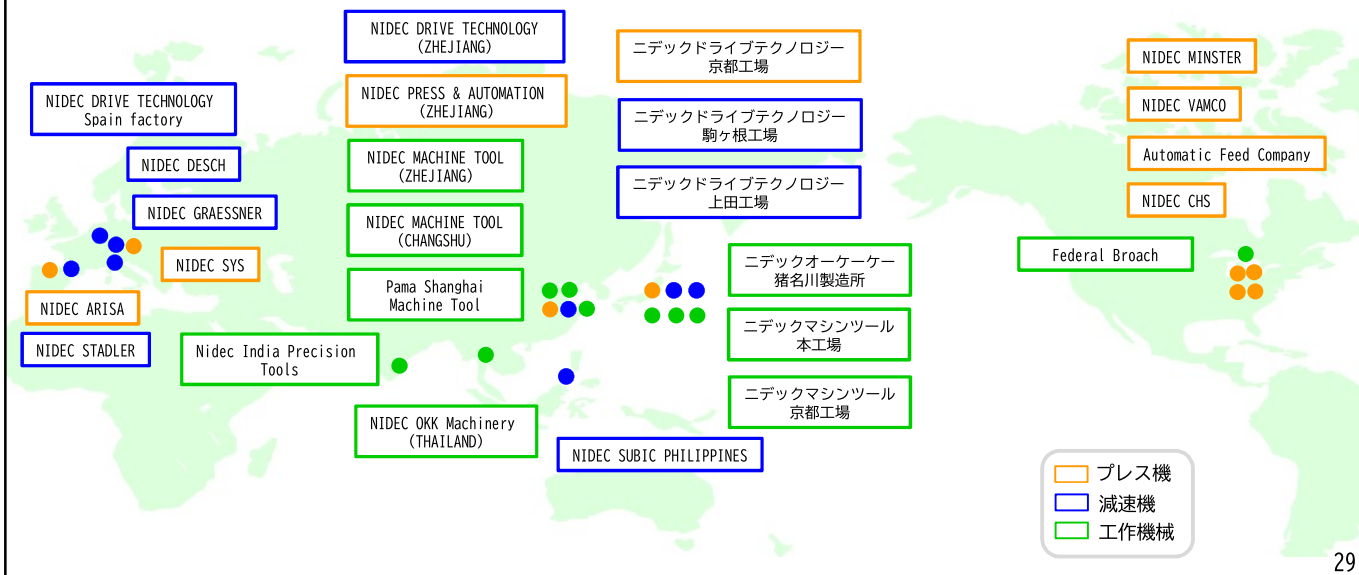 NIDEC DRIVE TECHNOLOGY
Spain factory
NIDEC DESCH
NIDEC GRAESSNER
NIDEC SYS
NIDEC ARISA
NIDEC STADLER
NIDEC DRIVE TECHNOLOGY
(ZHEJIANG)
NIDEC PRESS & AUTOMATION
(ZHEJIANG)
NIDEC MACHINE TOOL
(ZHEJIANG)
NIDEC MACHINE TOOL
(CHANGSHU)
Pama Shanghai
Machine Tool
Nidec India Precision
Tools
NIDEC OKK Machinery
(THAILAND)
ニデックドライブテクノロジー
京都工場
ニデックドライブテクノロジー
駒ヶ根工場
ニデックドライブテクノロジー
上田工場
ニデックオーケーケー
猪名川製造所
ニデックマシンツール
本工場
ニデックマシンツール
京都工場
NIDEC SUBIC PHILIPPINES
NIDEC MINSTER
NIDEC VAMCO
Automatic Feed Company
NIDEC CHS
Federal Broach
プレス機
減速機
工作機械
29